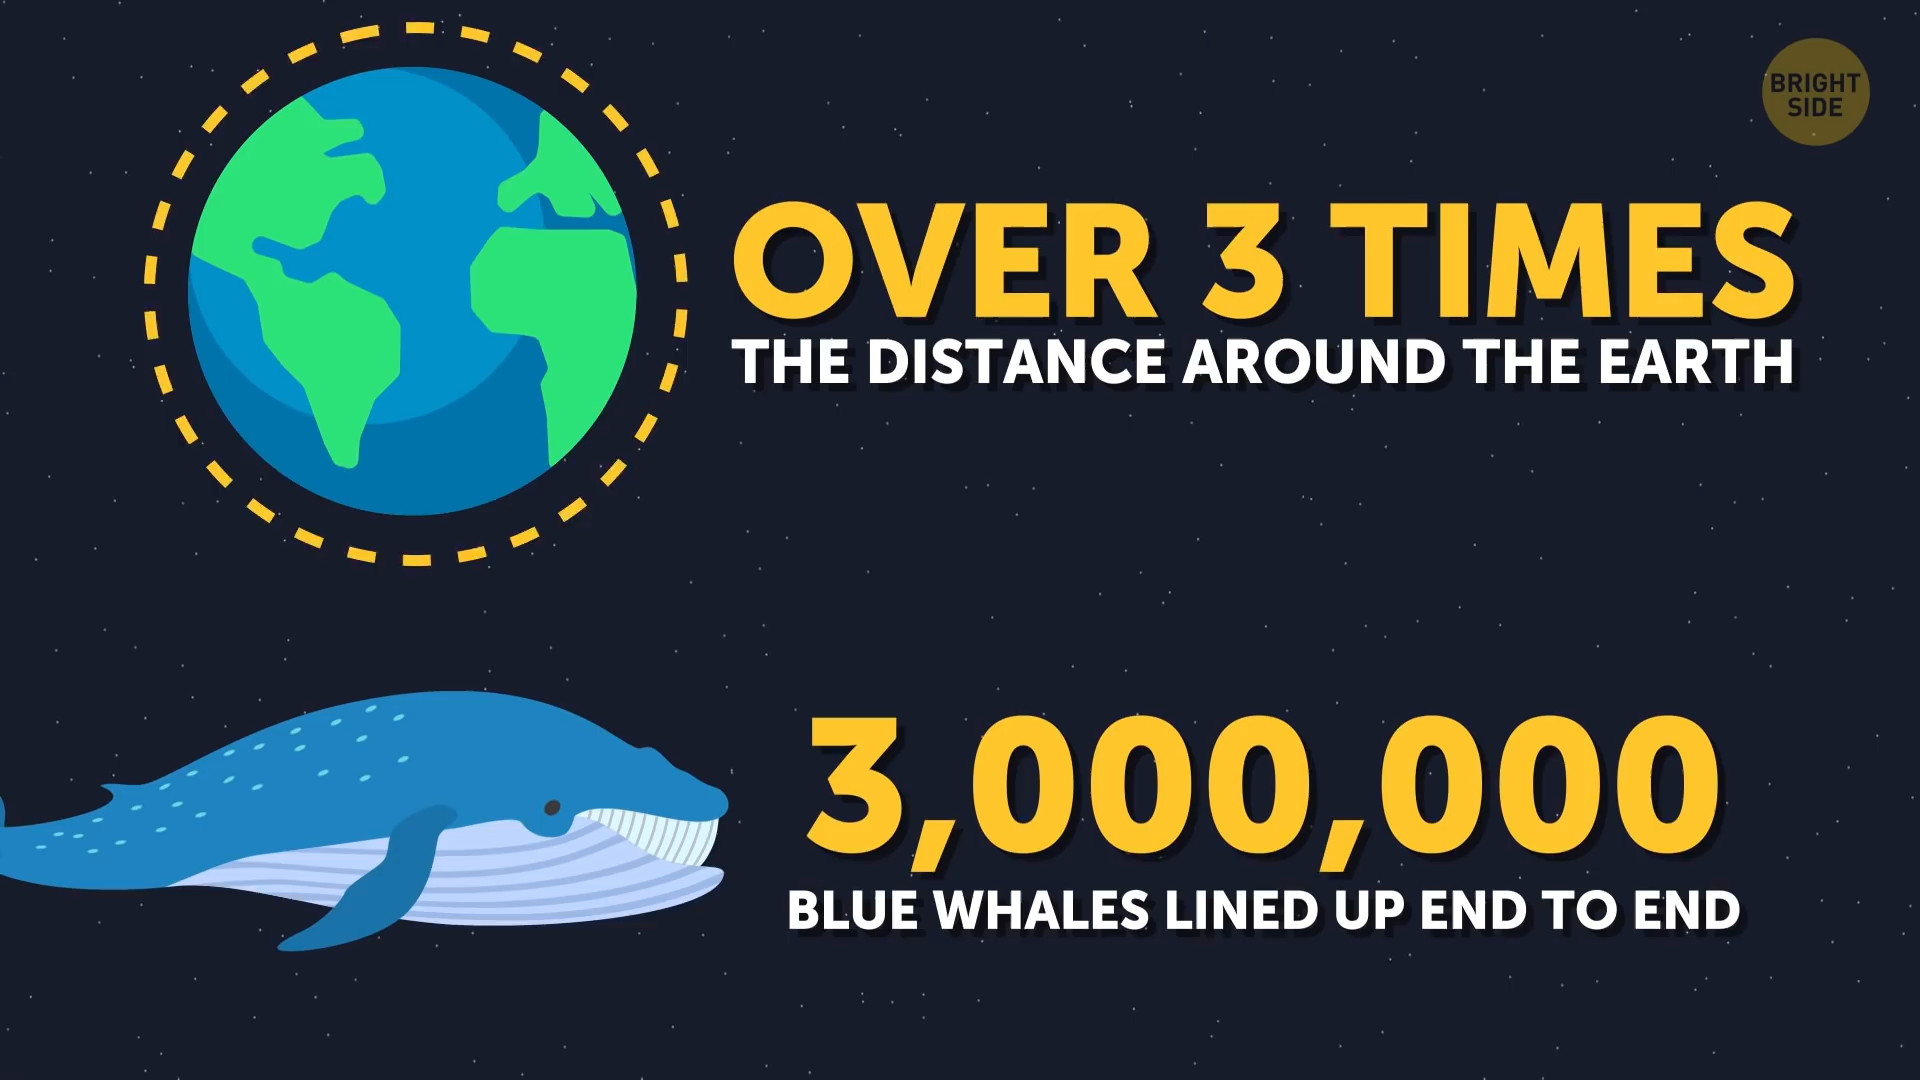 BRIGHT
SIDE
OVER 3 TIMES
THE DISTANCE AROUND THE EARTH
3,000,000
BLUE WHALES LINED UP END TO END